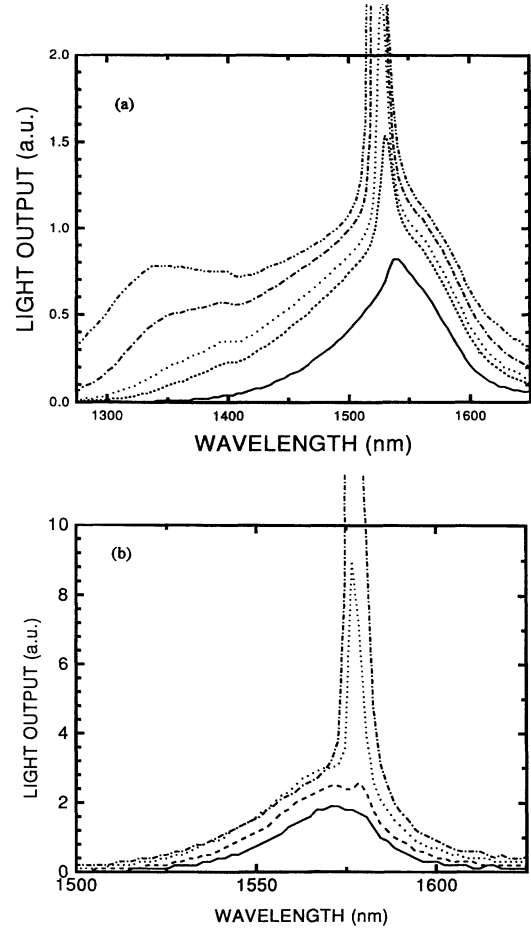 2.0
(a)
1.5
1.0
0.5
0.0
LIGHT OUTPUT (a.u.)
1300 1400 1500 1600
WAVELENGTH (nm)
10
(b)
8
6
4
2
0
LIGHT OUTPUT (a.u.)
1500 1550 1600
WAVELENGTH (nm)